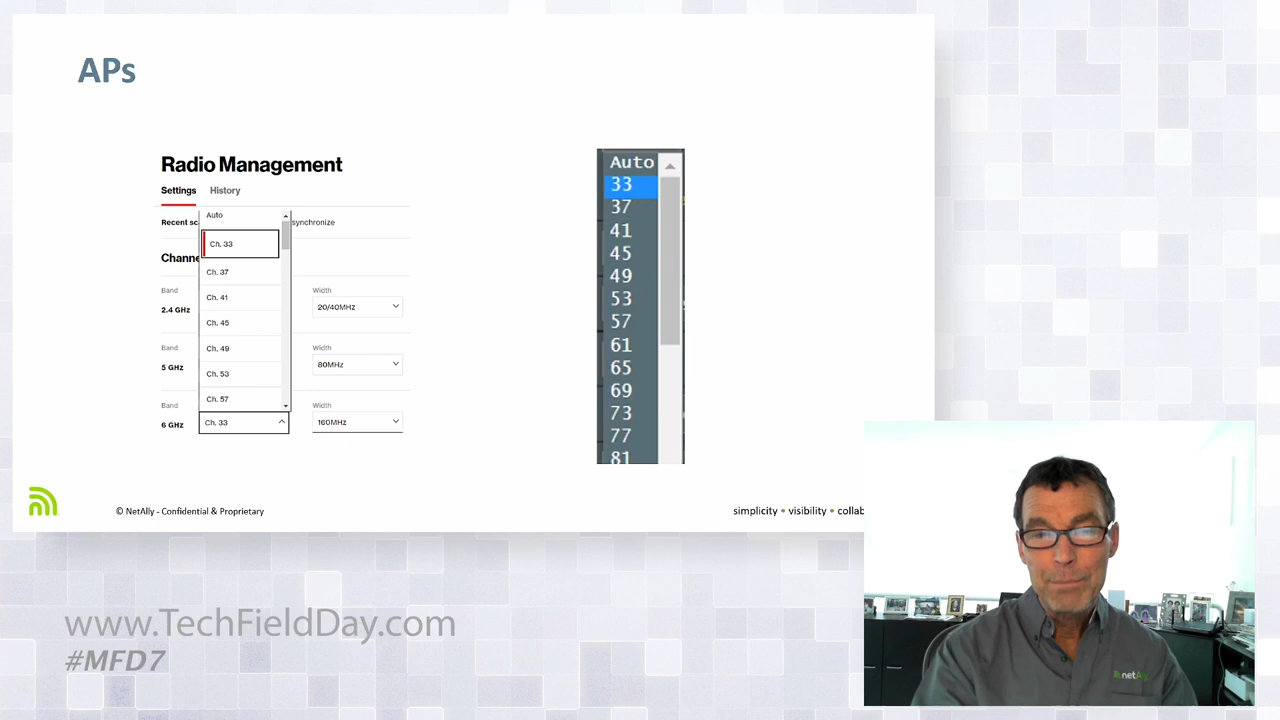 APs
Radio Management
Settings History
Recent sc synchronize
Auto
Ch. 33
Ch. 37
Ch. 41
Ch. 45
Ch. 49
Ch. 53
Ch. 57
Channe
Band Width
2.4 GHz 20/40MHz
Band Width
5 GHz 80MHz
Band Width
6 GHz Ch. 33 160MHz
Auto
33
37
41
45
49
53
57
61
65
69
73
77
81
© NetAlly - Confidential & Proprietary
simplicity • visibility • collab
www.TechFieldDay.com
#MFD7
netAlly